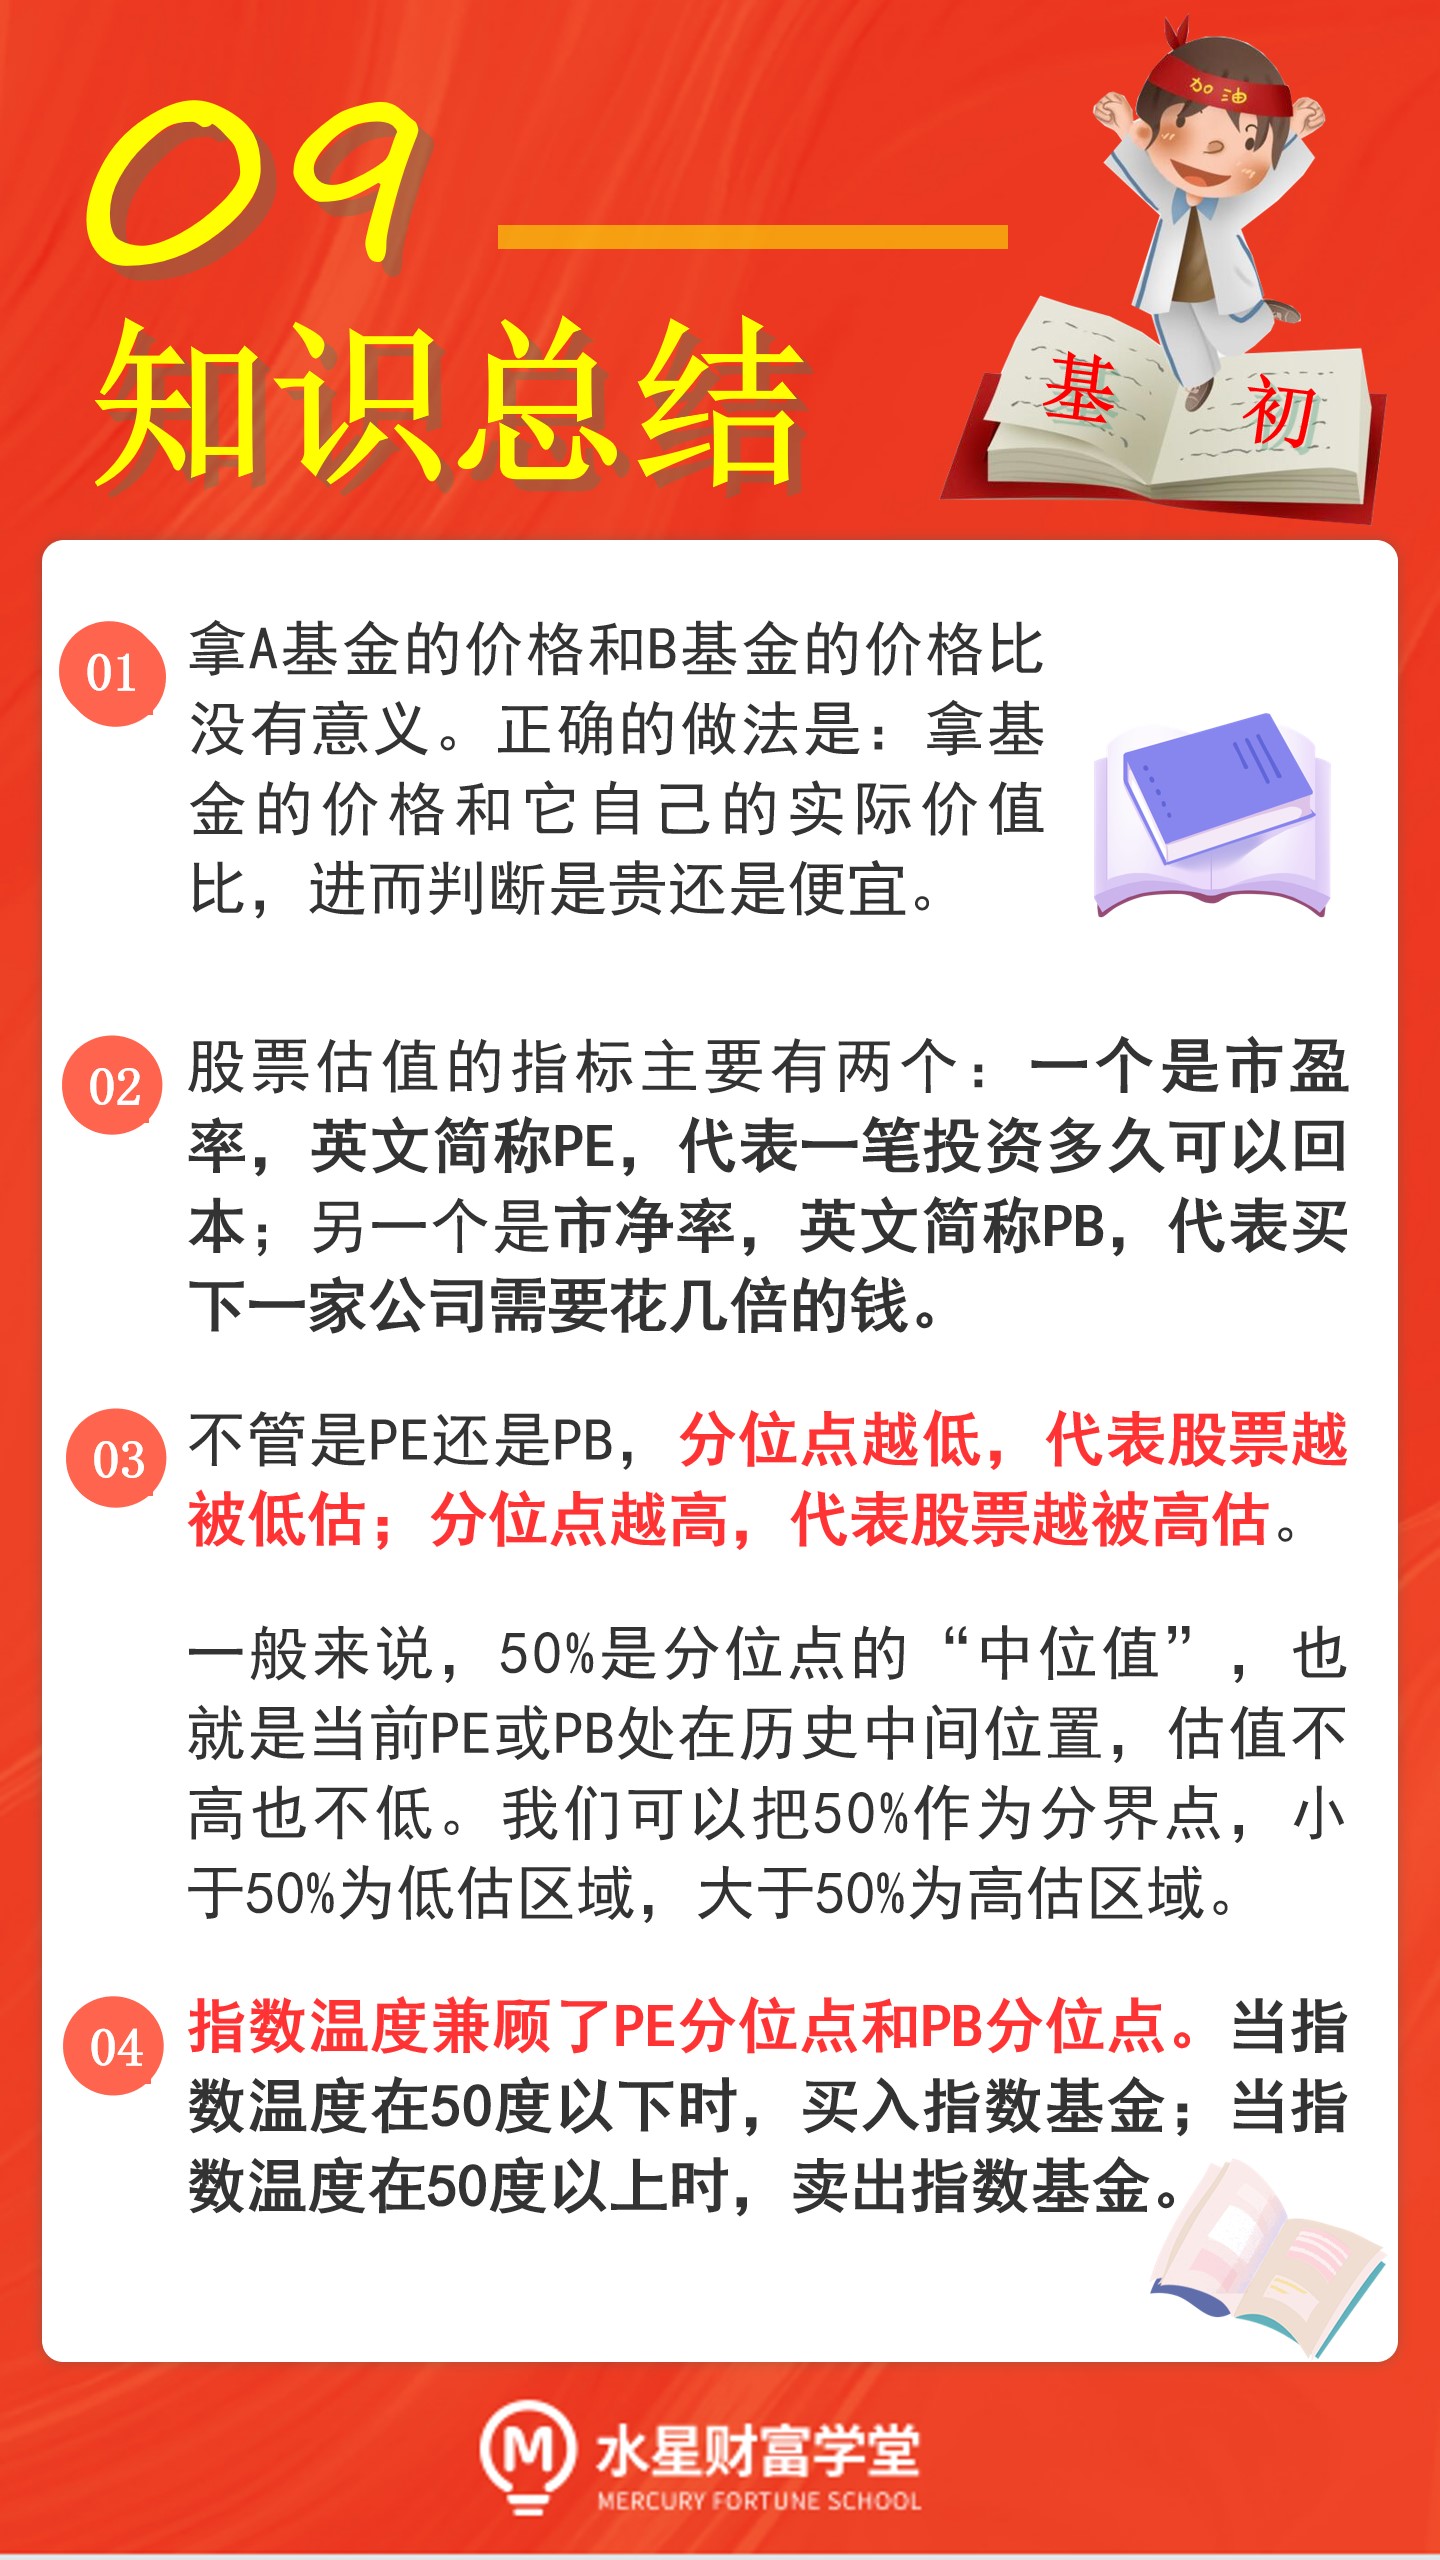 09
加油
知识总结
基 初
01
拿A基金的价格和B基金的价格比
没有意义。正确的做法是：拿基
金的价格和它自己的实际价值
比，进而判断是贵还是便宜。
02
股票估值的指标主要有两个：一个是市盈
率，英文简称PE，代表一笔投资多久可以回
本；另一个是市净率，英文简称PB，代表买
下一家公司需要花几倍的钱。
03
不管是PE还是PB，分位点越低，代表股票越
被低估；分位点越高，代表股票越被高估。
一般来说，50%是分位点的“中位值”，也
就是当前PE或PB处在历史中间位置，估值不
高也不低。我们可以把50%作为分界点，小
于50%为低估区域，大于50%为高估区域。
04
指数温度兼顾了PE分位点和PB分位点。当指
数温度在50度以下时，买入指数基金；当指
数温度在50度以上时，卖出指数基金。
M 水星财富学堂
MERCURY FORTUNE SCHOOL